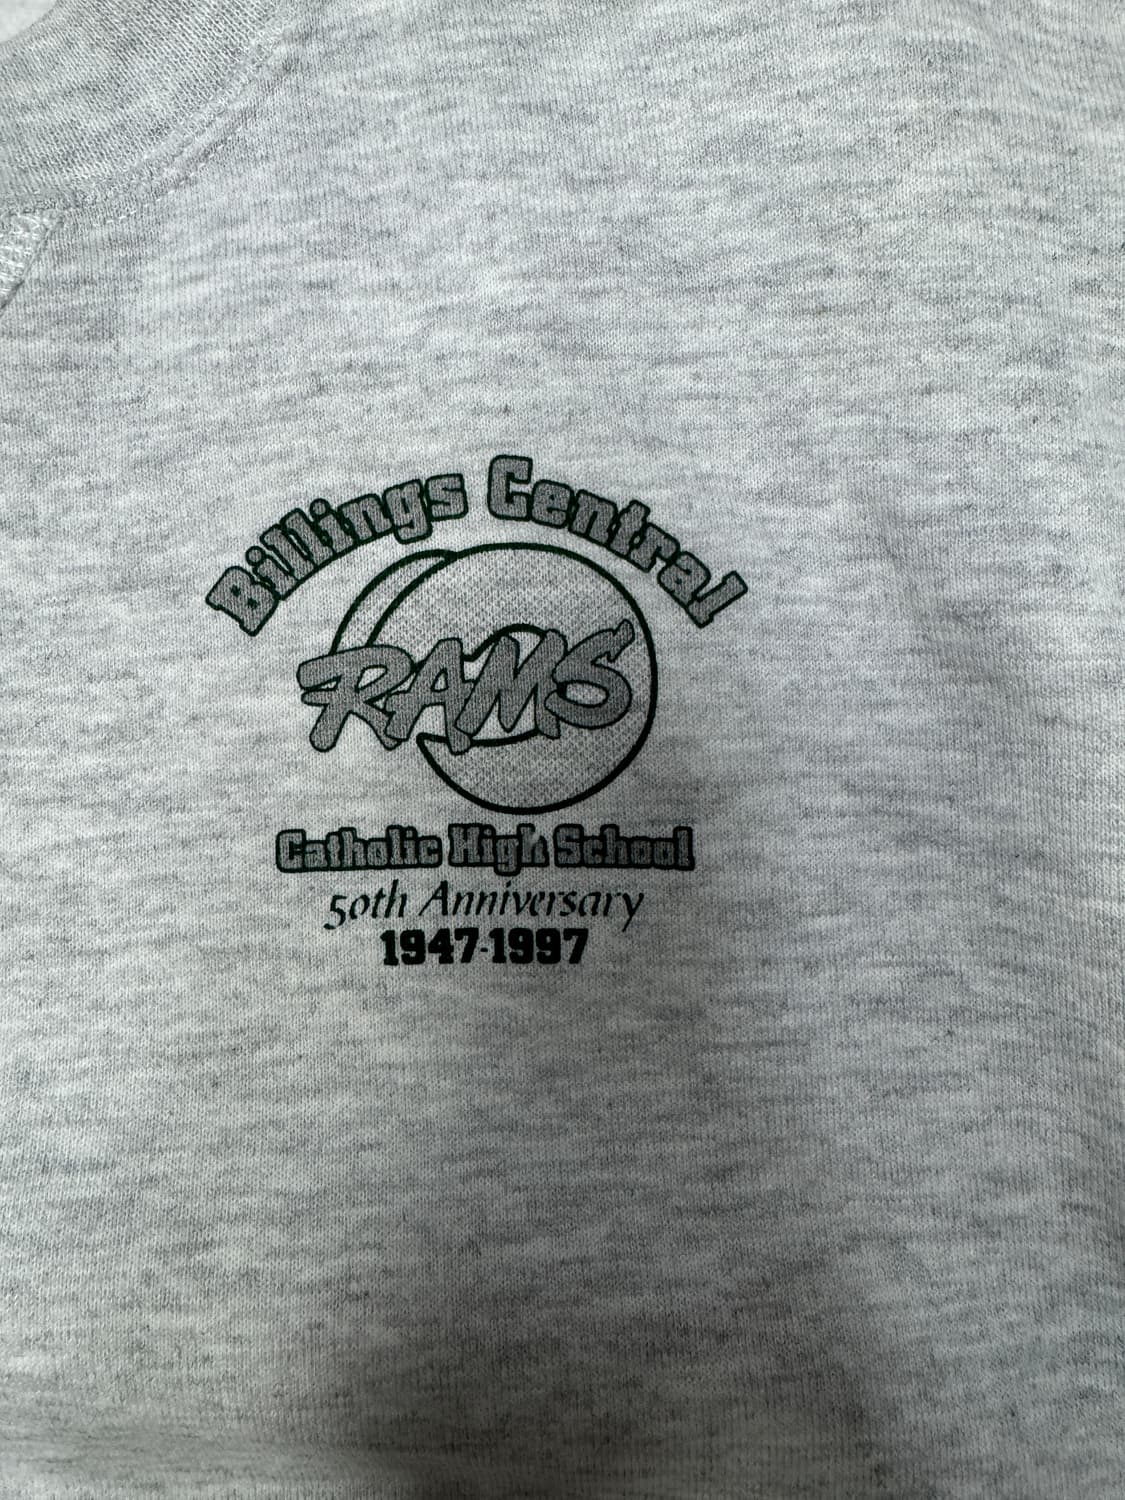 Billings Central
RAMS
Catholic High School
50th Anniversary
1947-1997